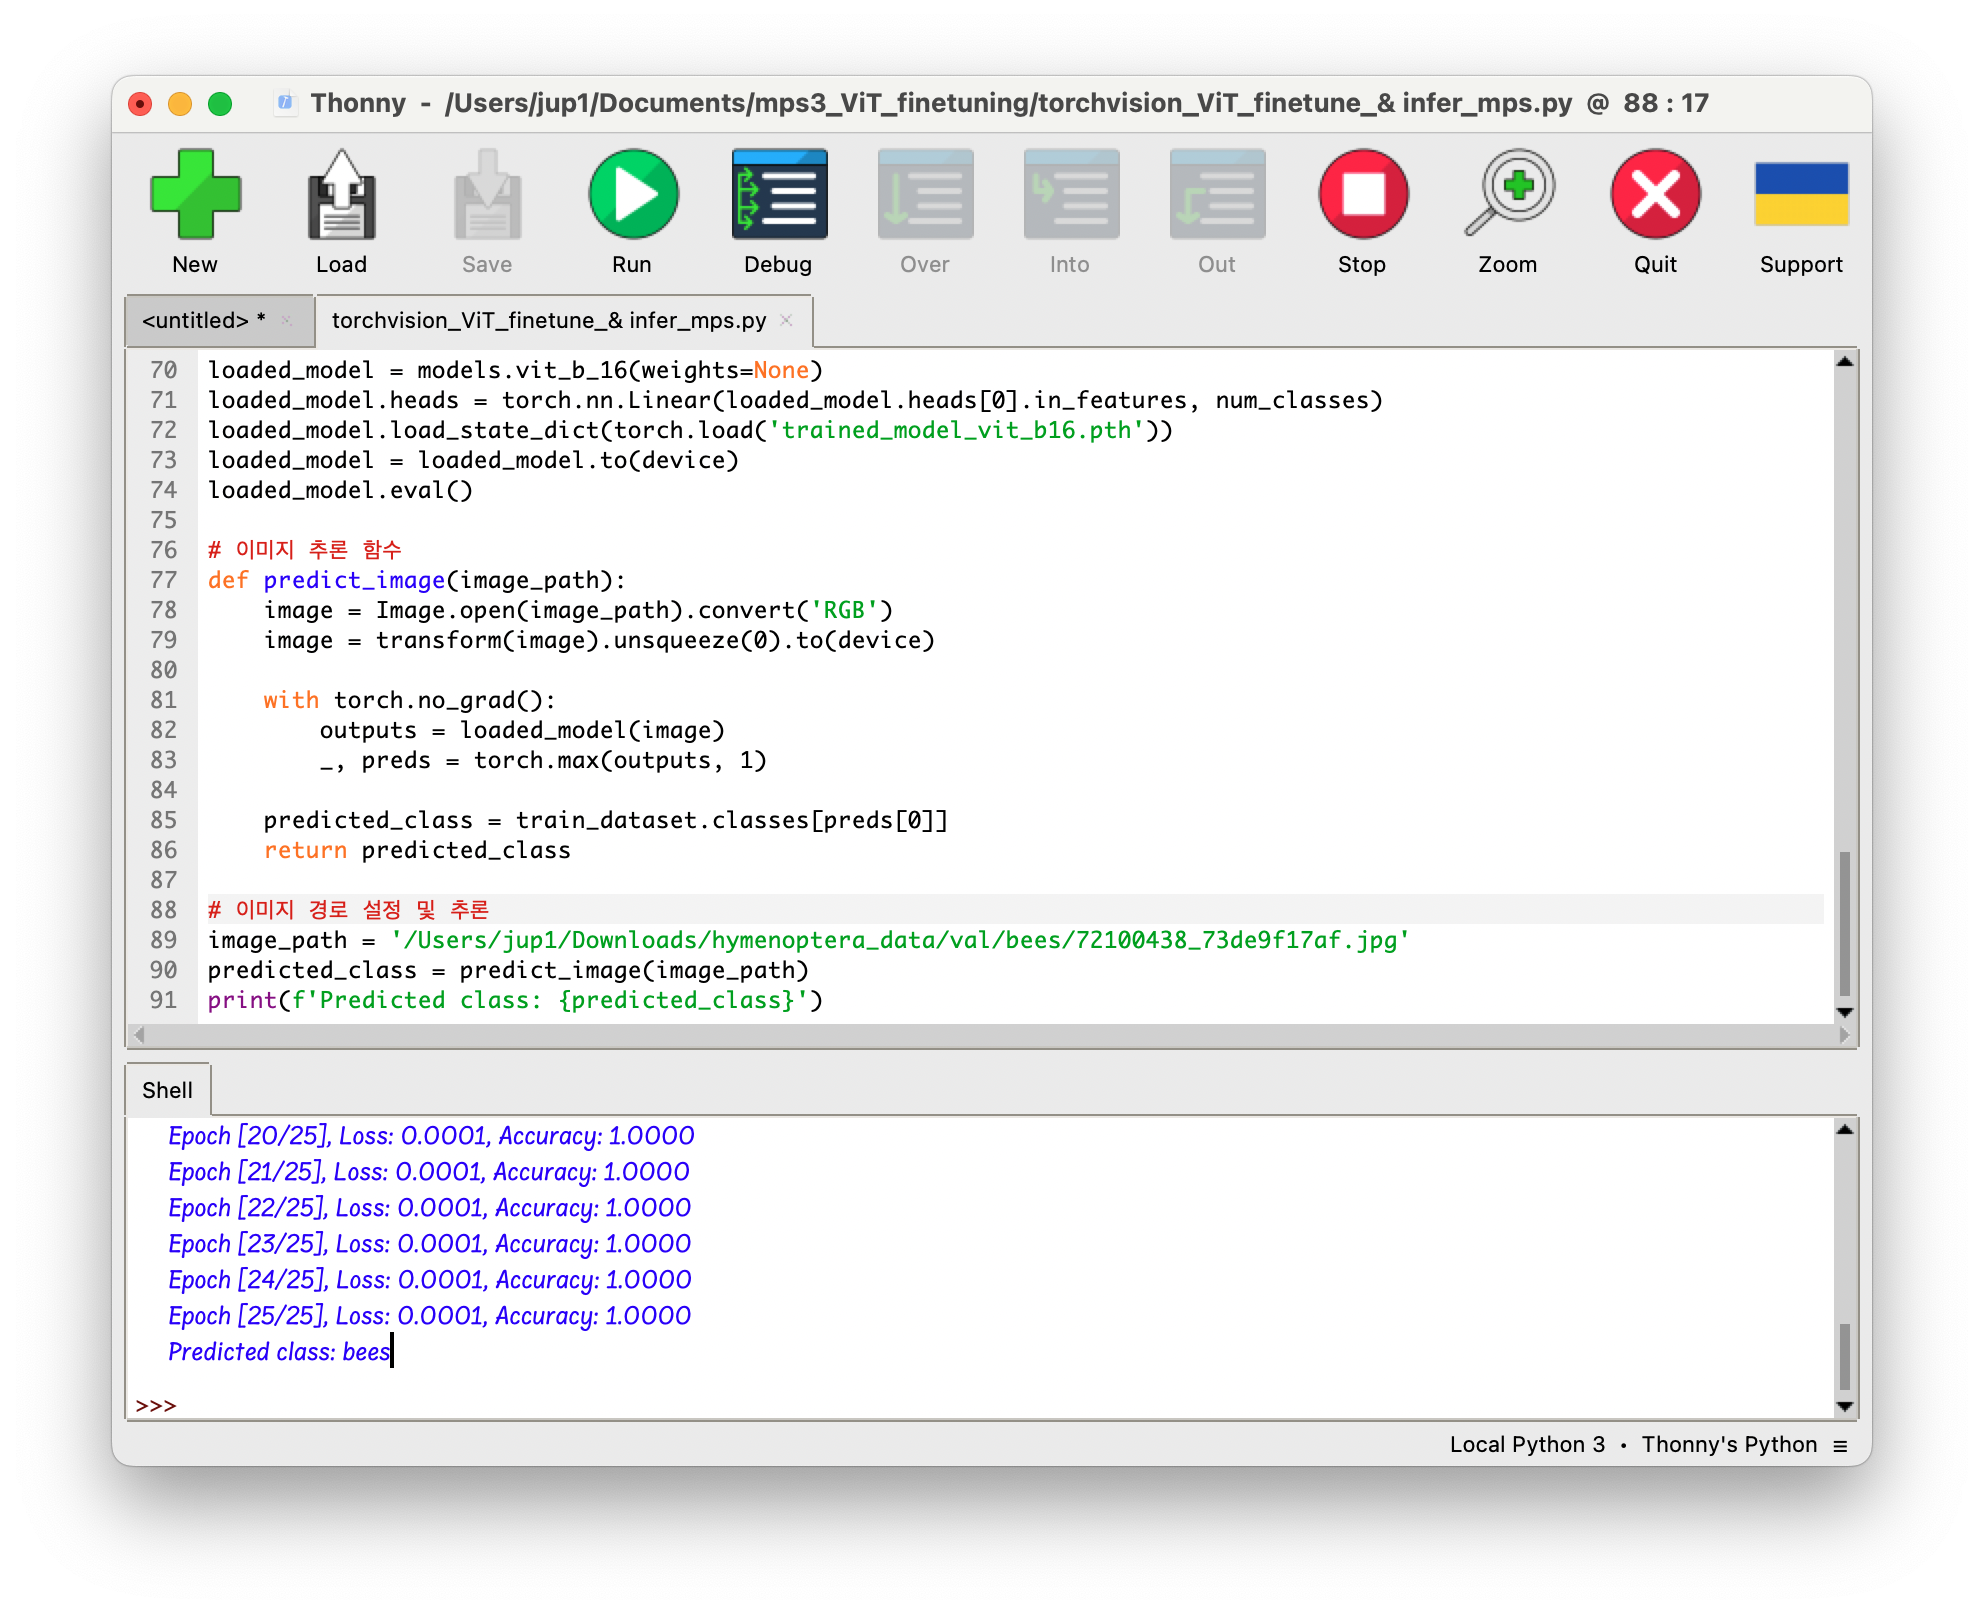 Thonny - /Users/jup1/Documents/mps3_ViT_finetuning/torchvision_ViT_finetune_& infer_mps.py @ 88 : 17
New Load Save Run Debug Over Into Out Stop Zoom Quit Support
<untitled> * torchvision_ViT_finetune_& infer_mps.py
70 loaded_model = models.vit_b_16(weights=None)
71 loaded_model.heads = torch.nn.Linear(loaded_model.heads[0].in_features, num_classes)
72 loaded_model.load_state_dict(torch.load('trained_model_vit_b16.pth'))
73 loaded_model = loaded_model.to(device)
74 loaded_model.eval()
75
76 # 이미지 추론 함수
77 def predict_image(image_path):
78     image = Image.open(image_path).convert('RGB')
79     image = transform(image).unsqueeze(0).to(device)
80
81     with torch.no_grad():
82         outputs = loaded_model(image)
83         _, preds = torch.max(outputs, 1)
84
85     predicted_class = train_dataset.classes[preds[0]]
86     return predicted_class
87
88 # 이미지 경로 설정 및 추론
89 image_path = '/Users/jup1/Downloads/hymenoptera_data/val/bees/72100438_73de9f17af.jpg'
90 predicted_class = predict_image(image_path)
91 print(f'Predicted class: {predicted_class}')
Shell
Epoch [20/25], Loss: 0.0001, Accuracy: 1.0000
Epoch [21/25], Loss: 0.0001, Accuracy: 1.0000
Epoch [22/25], Loss: 0.0001, Accuracy: 1.0000
Epoch [23/25], Loss: 0.0001, Accuracy: 1.0000
Epoch [24/25], Loss: 0.0001, Accuracy: 1.0000
Epoch [25/25], Loss: 0.0001, Accuracy: 1.0000
Predicted class: bees
>>>
Local Python 3 • Thonny's Python ≡